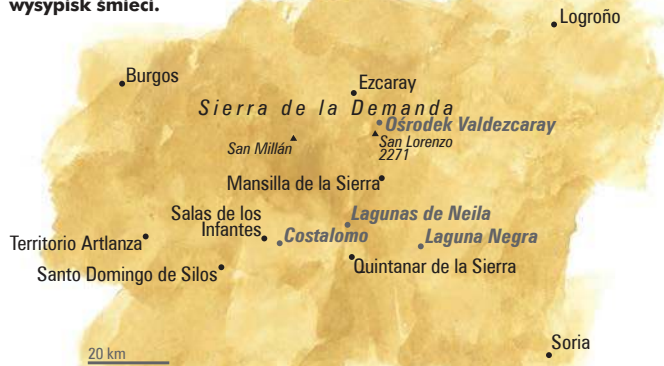 wysypisk śmieci.
Logroño
Burgos
Ezcaray
Sierra de la Demanda
Ośrodek Valdezcaray
San Millán
San Lorenzo
2271
Mansilla de la Sierra
Salas de los
Infantes
Lagunas de Neila
Costalomo
Laguna Negra
Territorio Artlanza
Quintanar de la Sierra
Santo Domingo de Silos
Soria
20 km